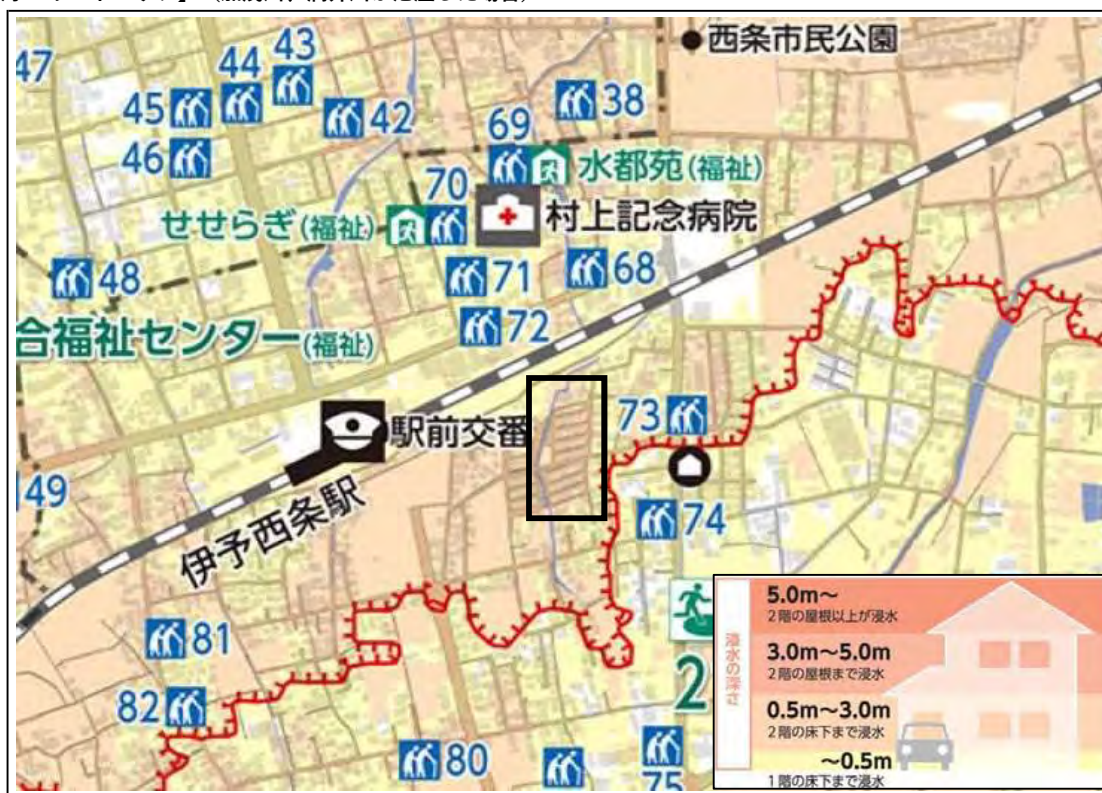 西条市民公園
47
43
44
45
42
38
69
46
水都苑(福祉)
70
せせらぎ(福祉)
村上記念病院
48
71
68
72
合福祉センター(福祉)
73
駅前交番
149
伊予西条駅
74
81
2
82
80
75
5.0m~
2階の屋根以上が浸水
浸水の深さ
3.0m~5.0m
2階の屋根まで浸水
0.5m~3.0m
2階の床下まで浸水
~0.5m
1階の床下まで浸水